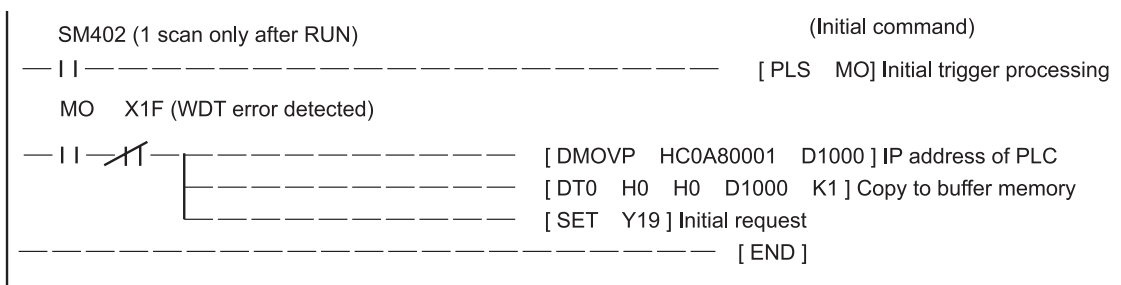 (Initial command)
SM402 (1 scan only after RUN)
[ PLS MO] Initial trigger processing
MO X1F (WDT error detected)
[ DMOVP HC0A80001 D1000 ] IP address of PLC
[ DT0 H0 H0 D1000 K1 ] Copy to buffer memory
[ SET Y19 ] Initial request
[ END ]